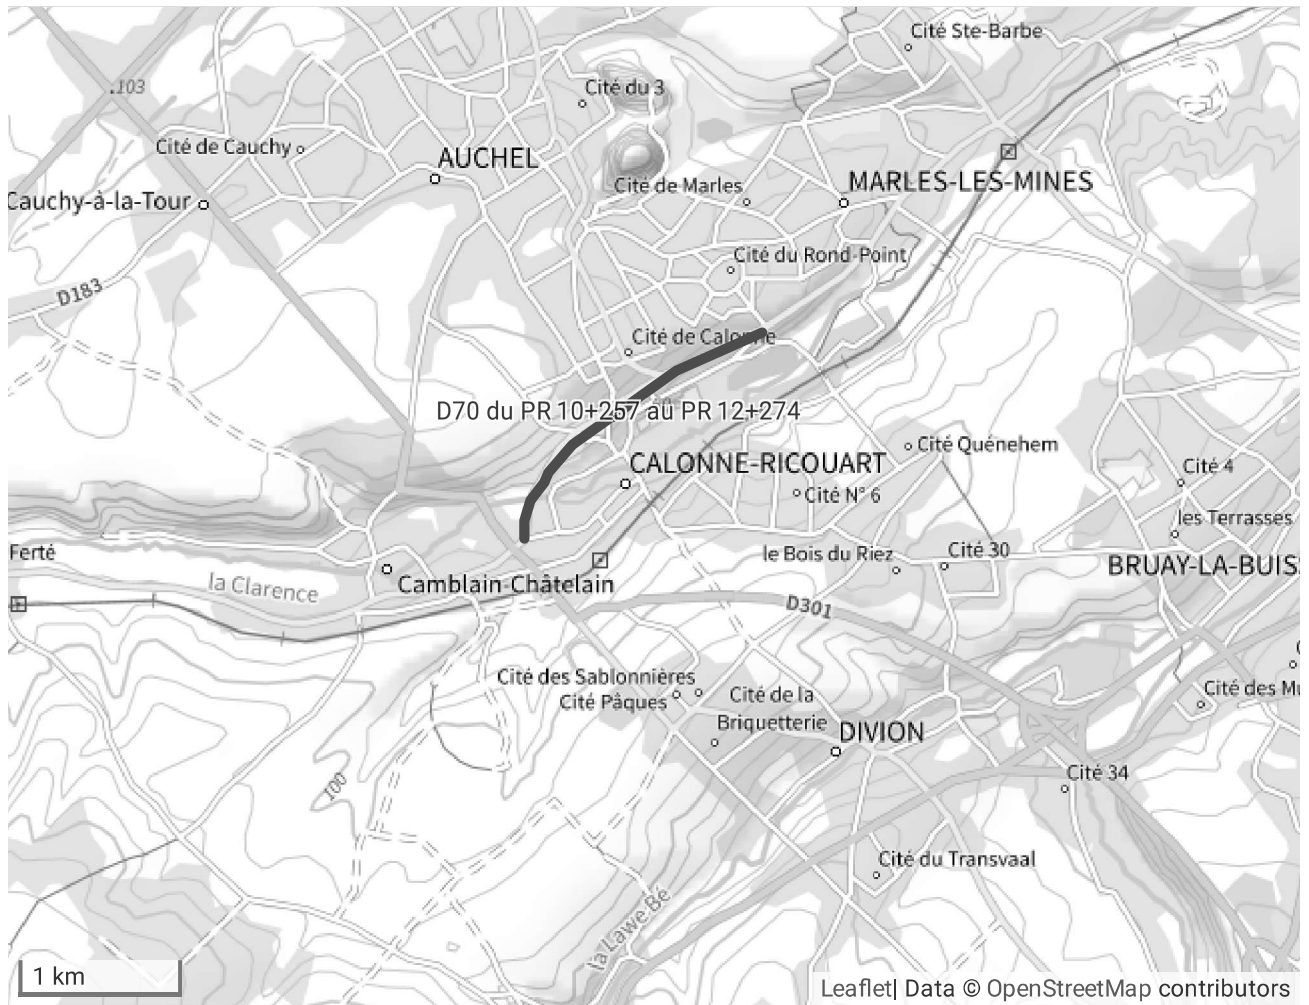 Cité Ste-Barbe
.103
Cité du 3
Cité de Cauchy
AUCHEL
Cité de Marles
MARLES-LES-MINES
Cauchy-à-la-Tour
Cité du Rond-Point
D183
Cité de Calonne
D70 du PR 10+257 au PR 12+274
Cité Quénehem
CALONNE-RICOUART
Cité 4
Cité N° 6
les Terrasses
Ferté
le Bois du Riez
Cité 30
BRUAY-LA-BUISS
la Clarence
Camblain-Châtelain
D301
Cité des Sablonnières
Cité Pâques
Cité de la
Briquetterie
Cité des Mu
DIVION
100
Cité 34
Cité du Transvaal
la Lawe Bé
1 km
Leaflet| Data © OpenStreetMap contributors